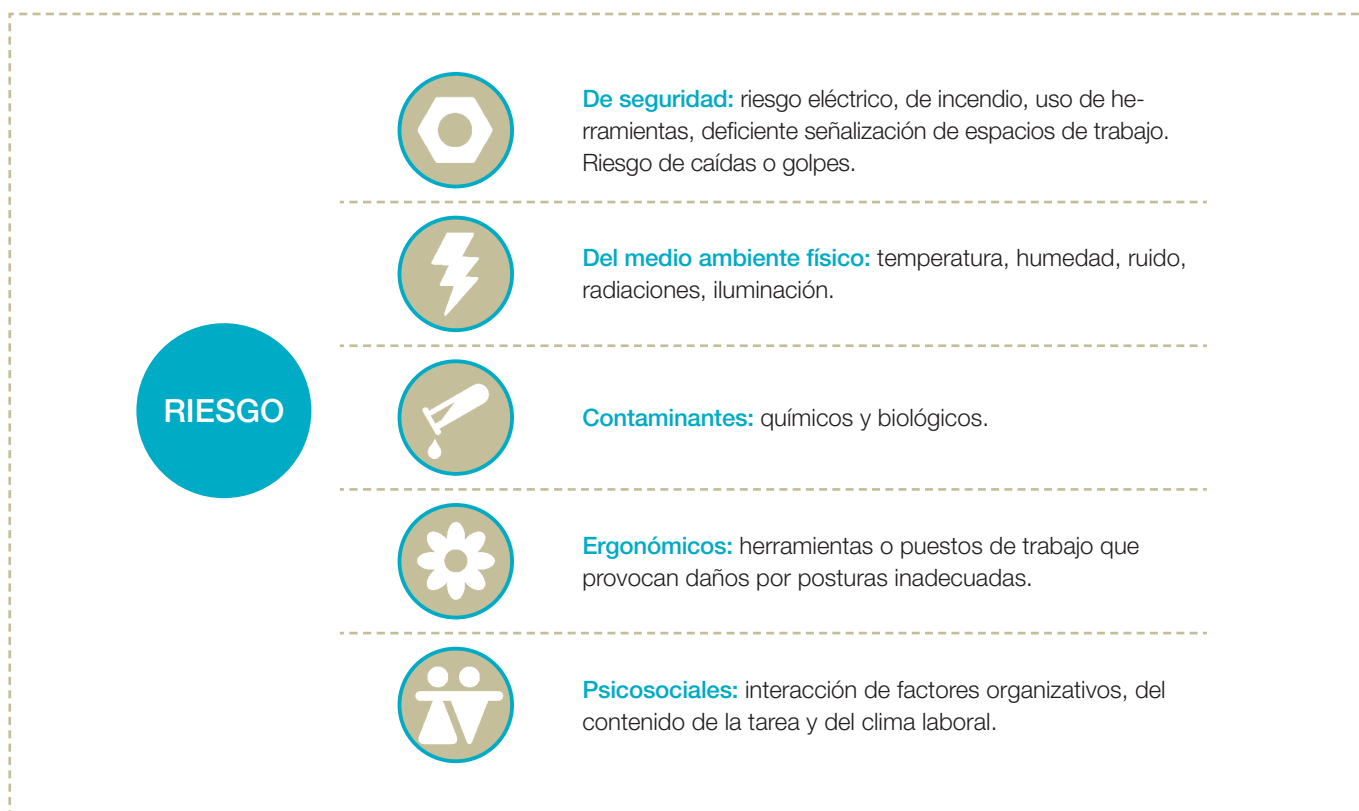 De seguridad: riesgo eléctrico, de incendio, uso de he-
rramientas, deficiente señalización de espacios de trabajo.
Riesgo de caídas o golpes.
Del medio ambiente físico: temperatura, humedad, ruido,
radiaciones, iluminación.
RIESGO
Contaminantes: químicos y biológicos.
Ergonómicos: herramientas o puestos de trabajo que
provocan daños por posturas inadecuadas.
Psicosociales: interacción de factores organizativos, del
contenido de la tarea y del clima laboral.